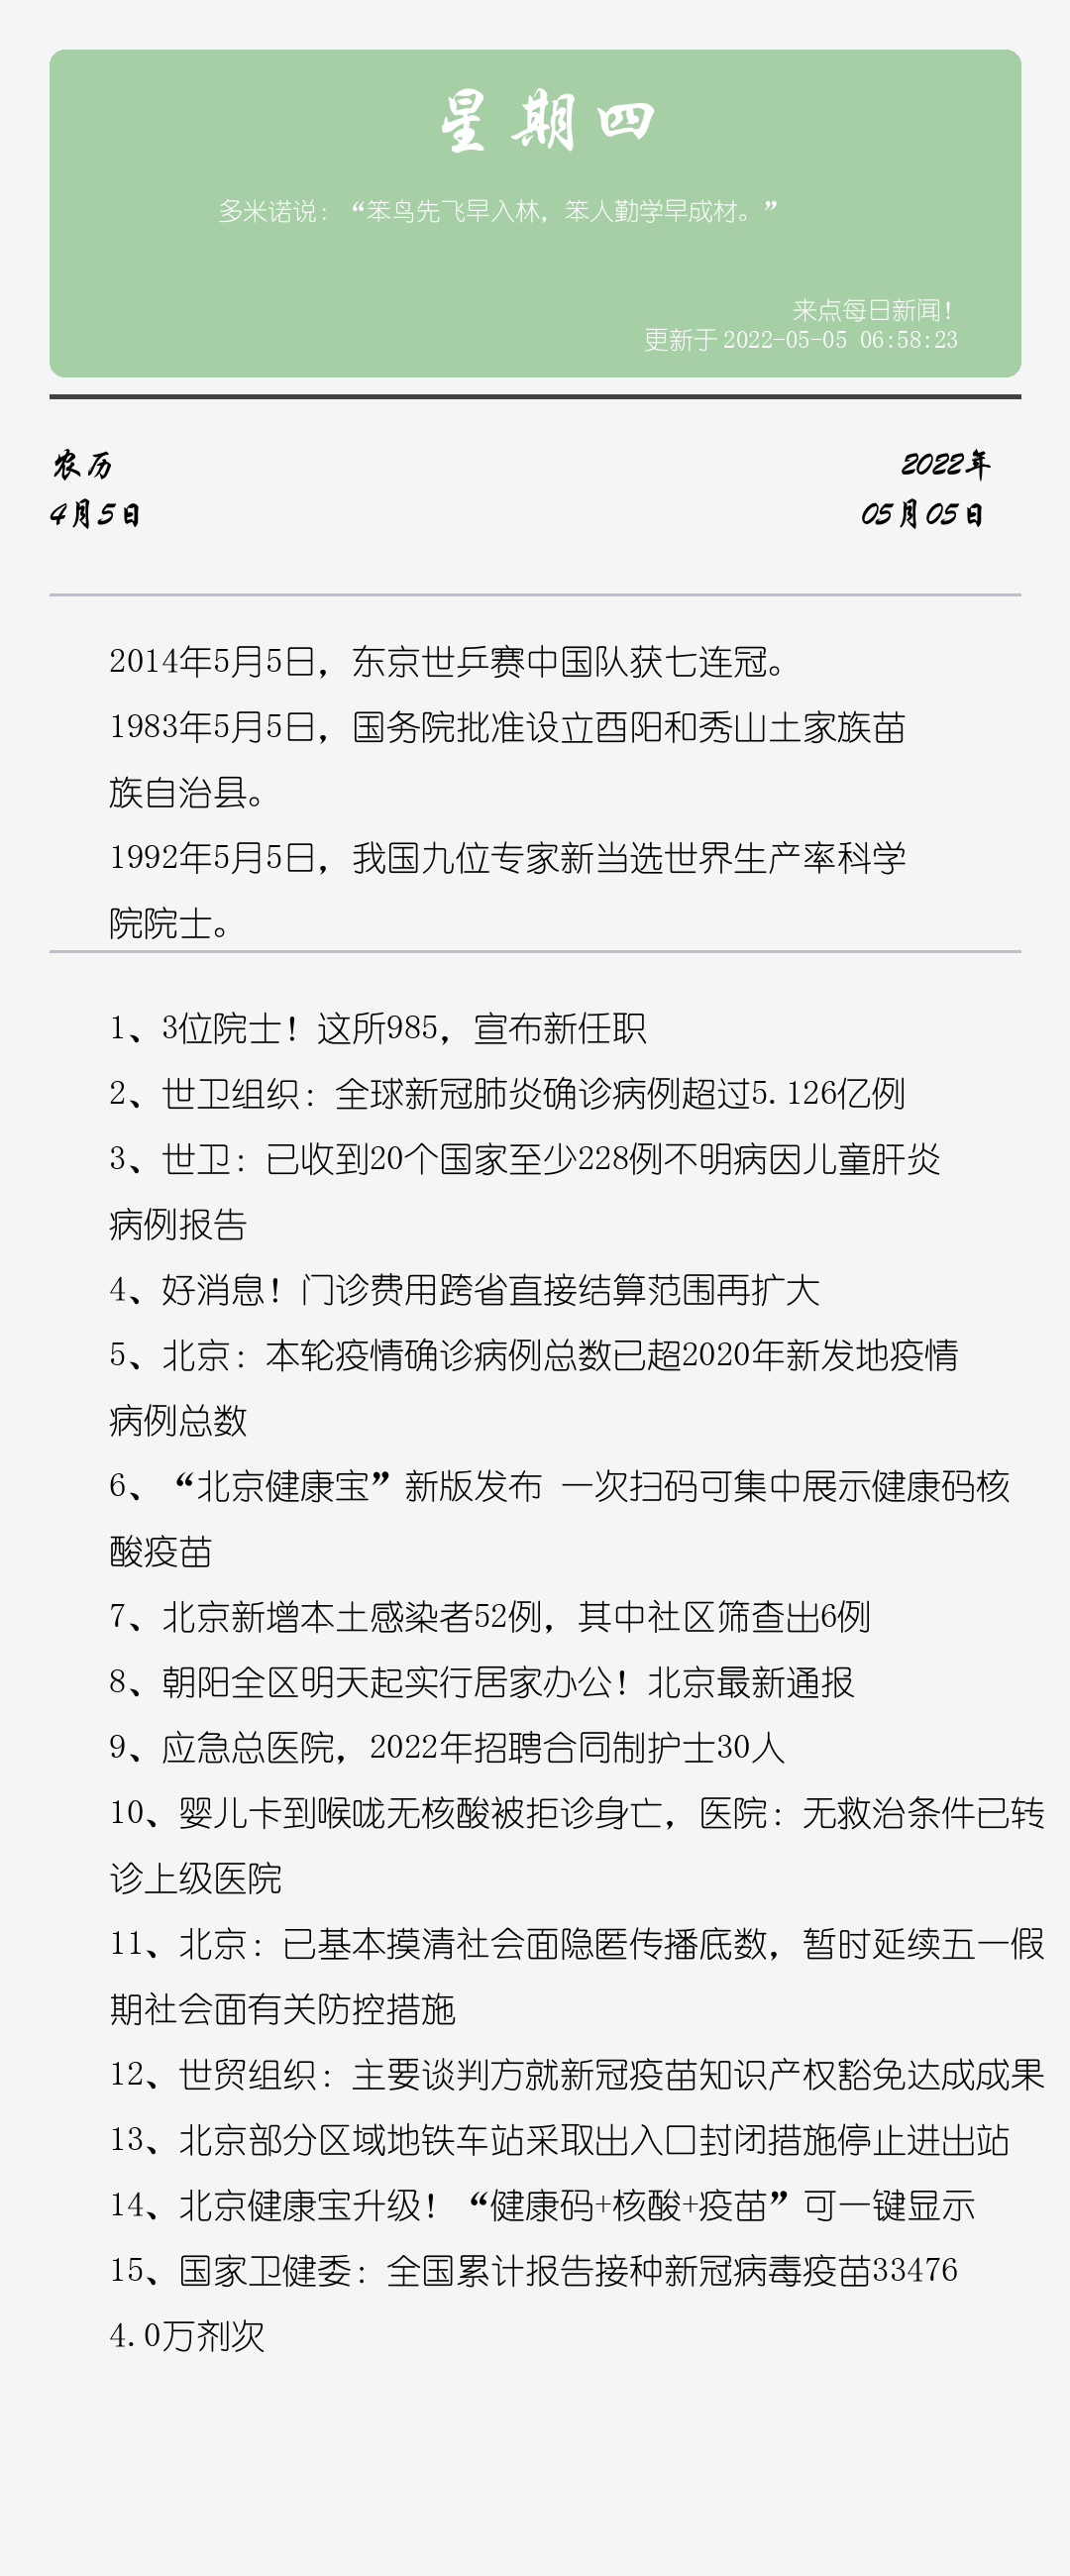 星期四
多米诺说：“笨鸟先飞早入林，笨人勤学早成材。”
来点每日新闻！
更新于 2022-05-05 06:58:23
农历
2022年
4月5日
05月05日
2014年5月5日，东京世乒赛中国队获七连冠。
1983年5月5日，国务院批准设立酉阳和秀山土家族苗
族自治县。
1992年5月5日，我国九位专家新当选世界生产率科学
院院士。
1、3位院士！这所985，宣布新任职
2、世卫组织：全球新冠肺炎确诊病例超过5.126亿例
3、世卫：已收到20个国家至少228例不明病因儿童肝炎
病例报告
4、好消息！门诊费用跨省直接结算范围再扩大
5、北京：本轮疫情确诊病例总数已超2020年新发地疫情
病例总数
6、“北京健康宝”新版发布 一次扫码可集中展示健康码核
酸疫苗
7、北京新增本土感染者52例，其中社区筛查出6例
8、朝阳全区明天起实行居家办公！北京最新通报
9、应急总医院，2022年招聘合同制护士30人
10、婴儿卡到喉咙无核酸被拒诊身亡，医院：无救治条件已转
诊上级医院
11、北京：已基本摸清社会面隐匿传播底数，暂时延续五一假
期社会面有关防控措施
12、世贸组织：主要谈判方就新冠疫苗知识产权豁免达成成果
13、北京部分区域地铁车站采取出入口封闭措施停止进出站
14、北京健康宝升级！“健康码+核酸+疫苗”可一键显示
15、国家卫健委：全国累计报告接种新冠病毒疫苗33476
4.0万剂次